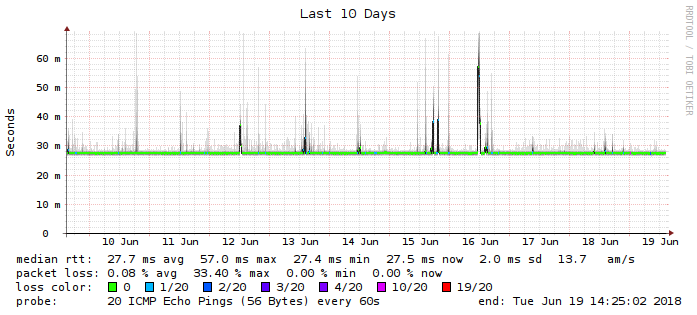 Last 10 Days
RRDTOOL / TOBI OETIKER
Seconds
60 m
50 m
40 m
30 m
20 m
10 m
0
10 Jun 11 Jun 12 Jun 13 Jun 14 Jun 15 Jun 16 Jun 17 Jun 18 Jun 19 Jun
median rtt: 27.7 ms avg 57.0 ms max 27.4 ms min 27.5 ms now 2.0 ms sd 13.7 am/s
packet loss: 0.08 % avg 33.40 % max 0.00 % min 0.00 % now
loss color: 0 1/20 2/20 3/20 4/20 10/20 19/20
probe: 20 ICMP Echo Pings (56 Bytes) every 60s end: Tue Jun 19 14:25:02 2018